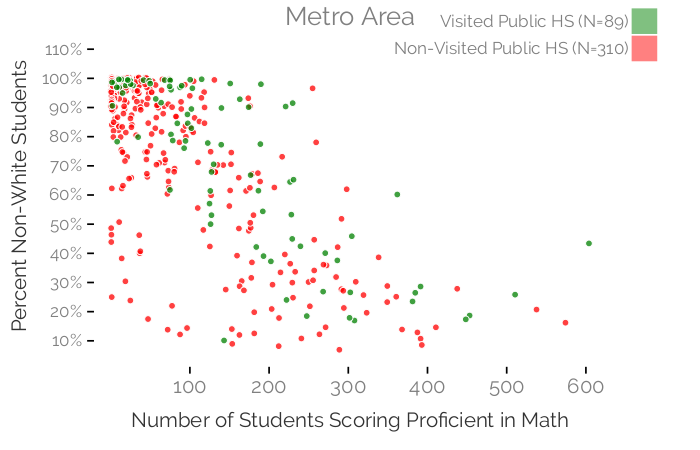 Metro Area
Visited Public HS (N=89)
Non-Visited Public HS (N=310)
Percent Non-White Students
110%
100%
90%
80%
70%
60%
50%
40%
30%
20%
10%
100 200 300 400 500 600
Number of Students Scoring Proficient in Math